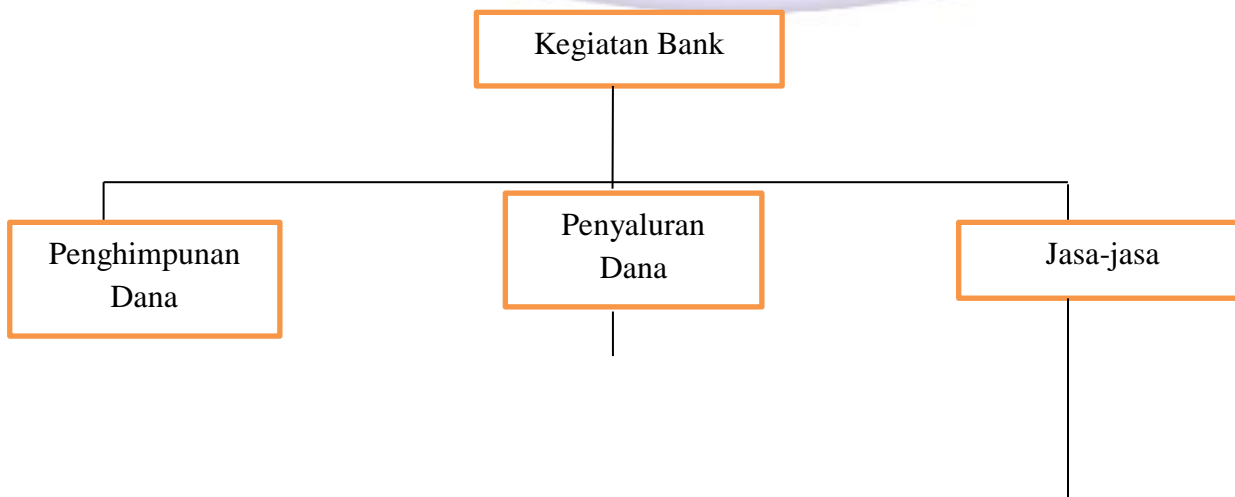 Kegiatan Bank
Penghimpunan
Dana
Penyaluran
Dana
Jasa-jasa